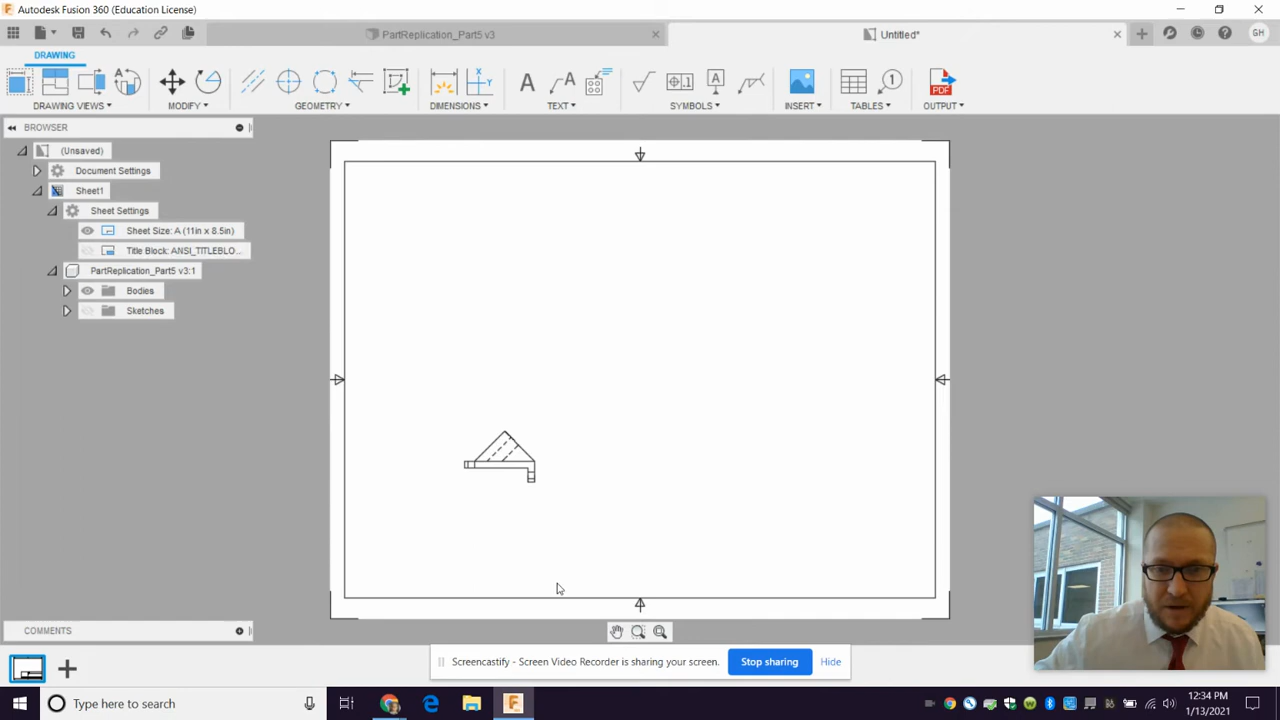 Autodesk Fusion 360 (Education License)
PartReplication_Part5 v3
Untitled*
GH
DRAWING
DRAWING VIEWS
MODIFY
GEOMETRY
DIMENSIONS
TEXT
SYMBOLS
INSERT
TABLES
OUTPUT
BROWSER
(Unsaved)
Document Settings
Sheet1
Sheet Settings
Sheet Size: A (11in x 8.5in)
Title Block: ANSI_TITLEBLO...
PartReplication_Part5 v3:1
Bodies
Sketches
COMMENTS
Screencastify - Screen Video Recorder is sharing your screen.
Stop sharing
Hide
Type here to search
12:34 PM
1/13/2021